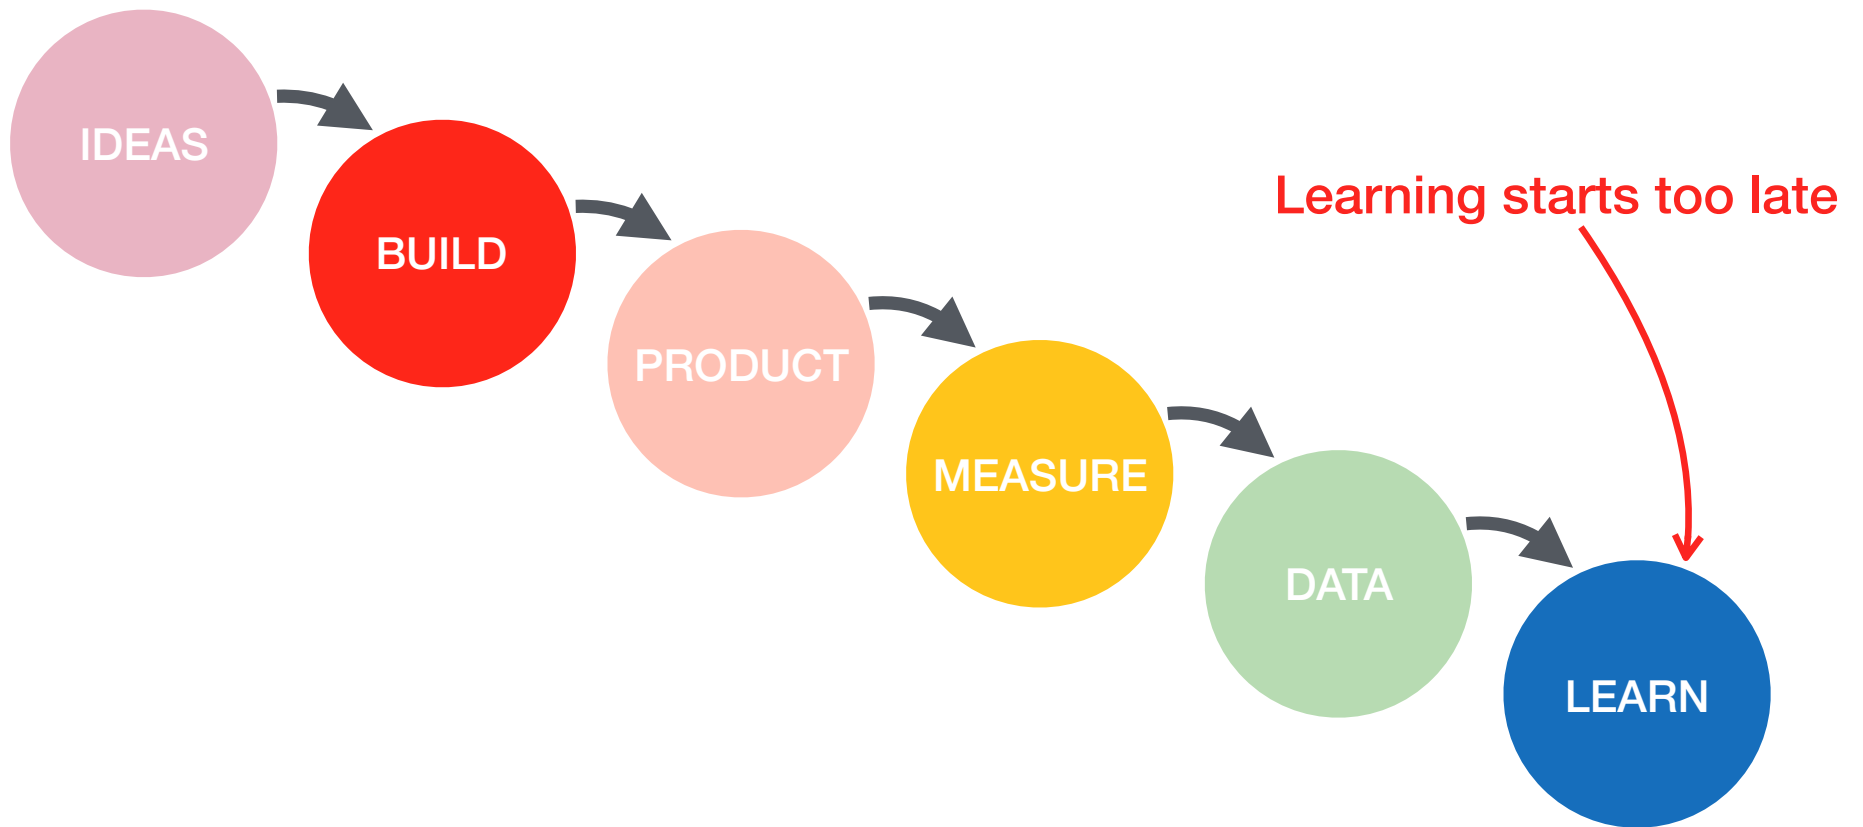 IDEAS
BUILD
Learning starts too late
PRODUCT
MEASURE
DATA
LEARN